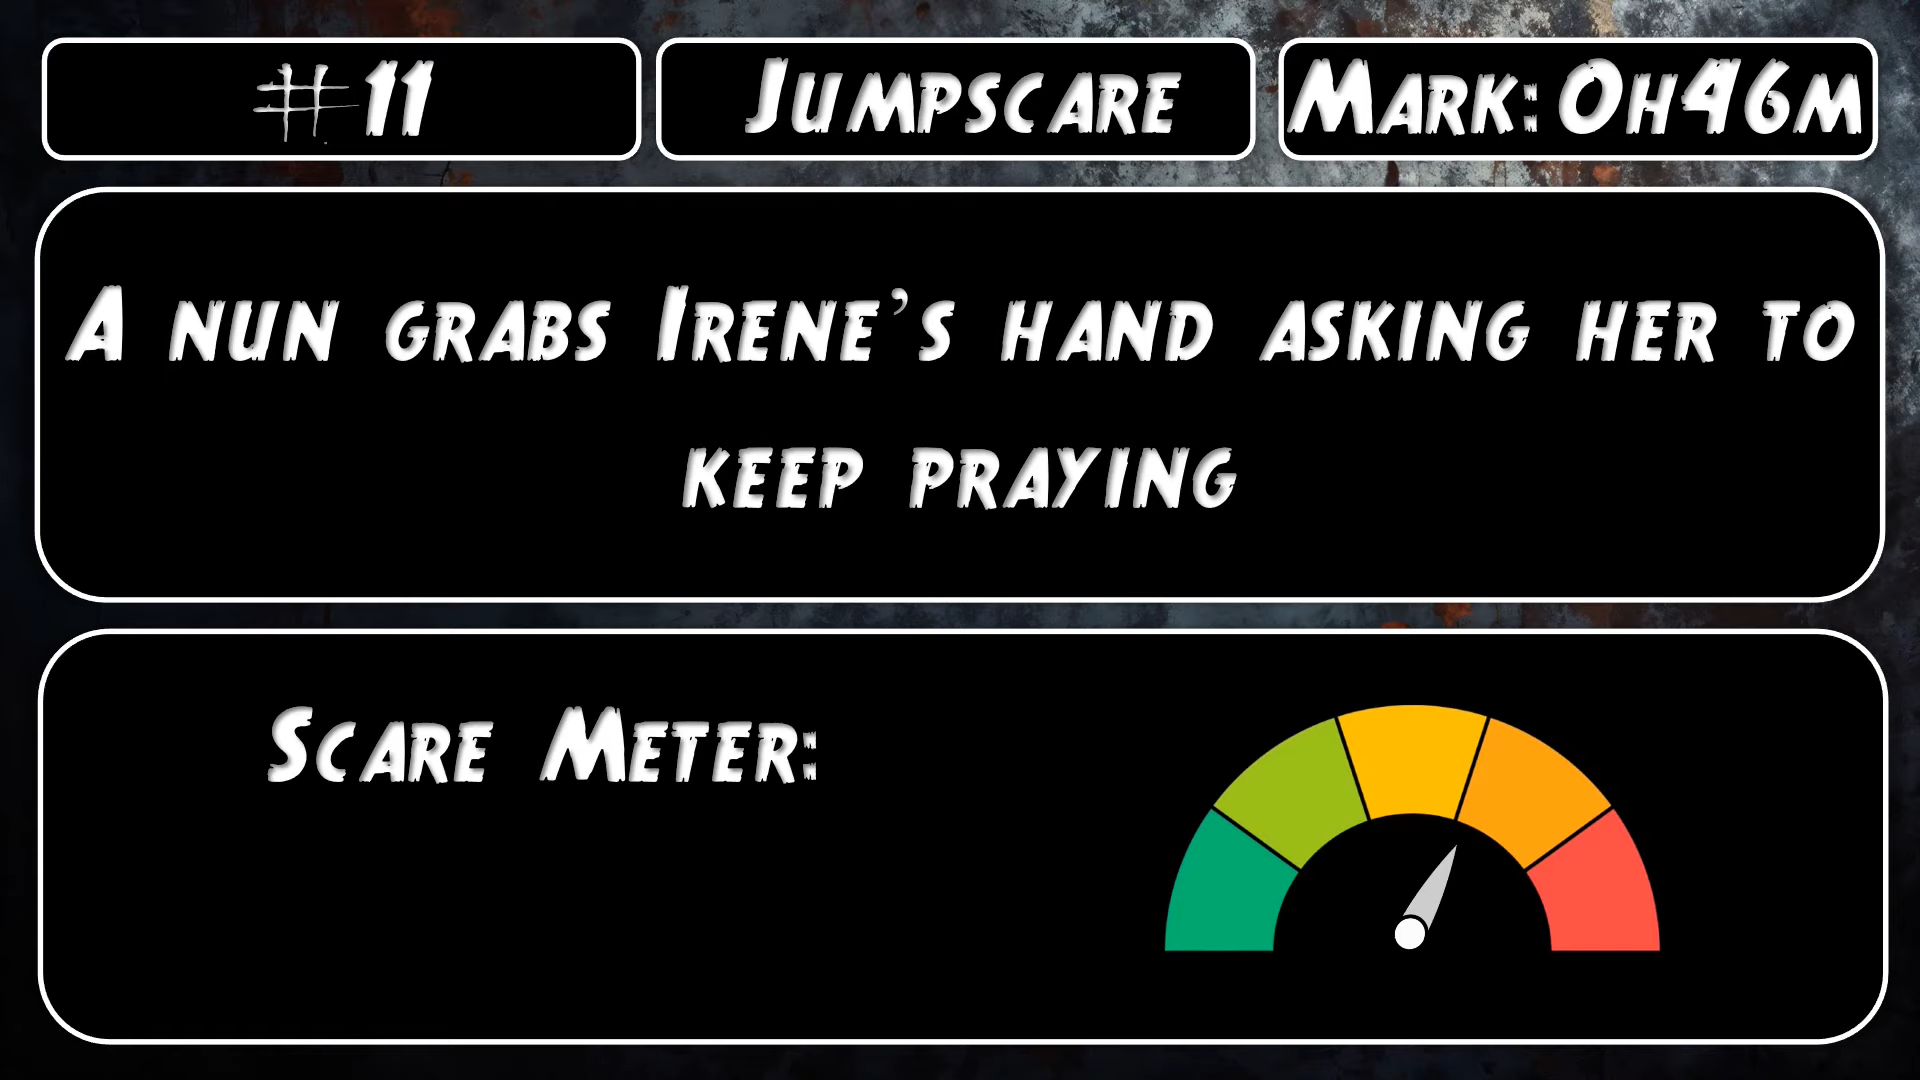 #11
Jumpscare
Mark: 0h46m
A nun grabs Irene's hand asking her to
keep praying
Scare Meter: